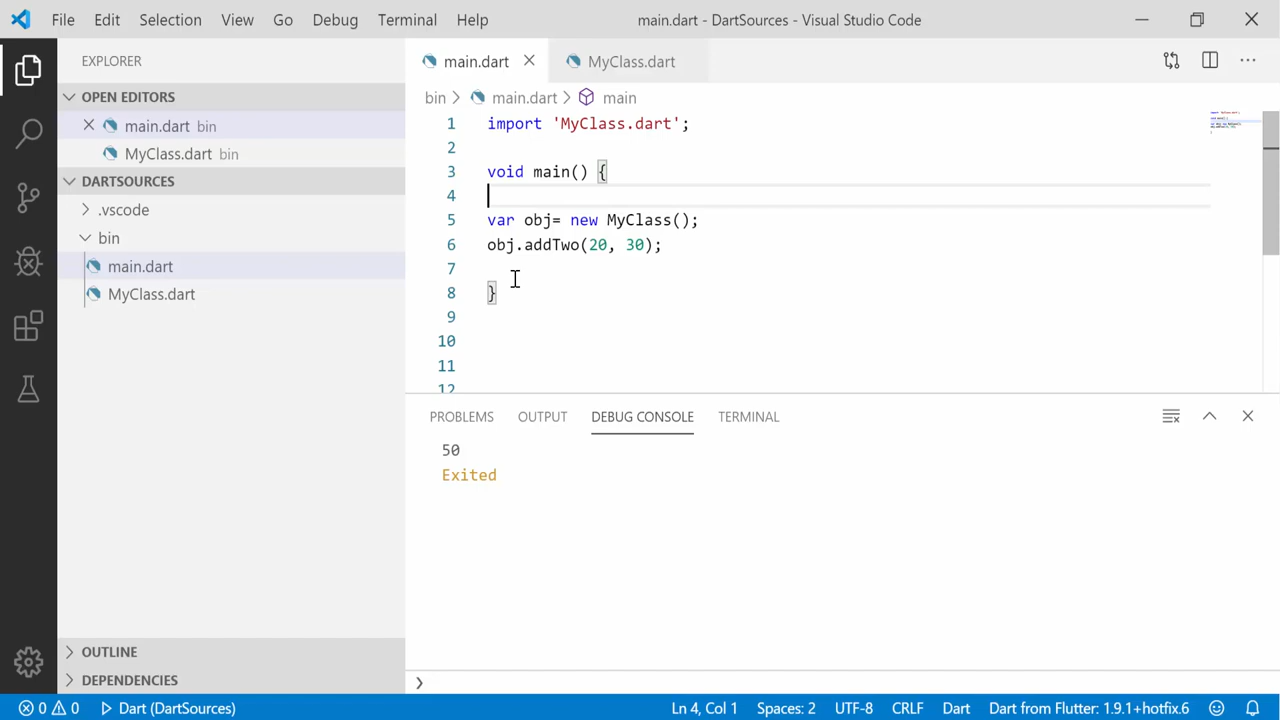 File Edit Selection View Go Debug Terminal Help main.dart - DartSources - Visual Studio Code
EXPLORER
OPEN EDITORS
main.dart bin
MyClass.dart bin
DARTSOURCES
.vscode
bin
main.dart
MyClass.dart
OUTLINE
DEPENDENCIES
main.dart MyClass.dart
bin > main.dart > main
1 import 'MyClass.dart';
2
3 void main() {
4
5 var obj= new MyClass();
6 obj.addTwo(20, 30);
7
8 }
9
10
11
12
PROBLEMS OUTPUT DEBUG CONSOLE TERMINAL
50
Exited
0 0 Dart (DartSources) Ln 4, Col 1 Spaces: 2 UTF-8 CRLF Dart Dart from Flutter: 1.9.1+hotfix.6